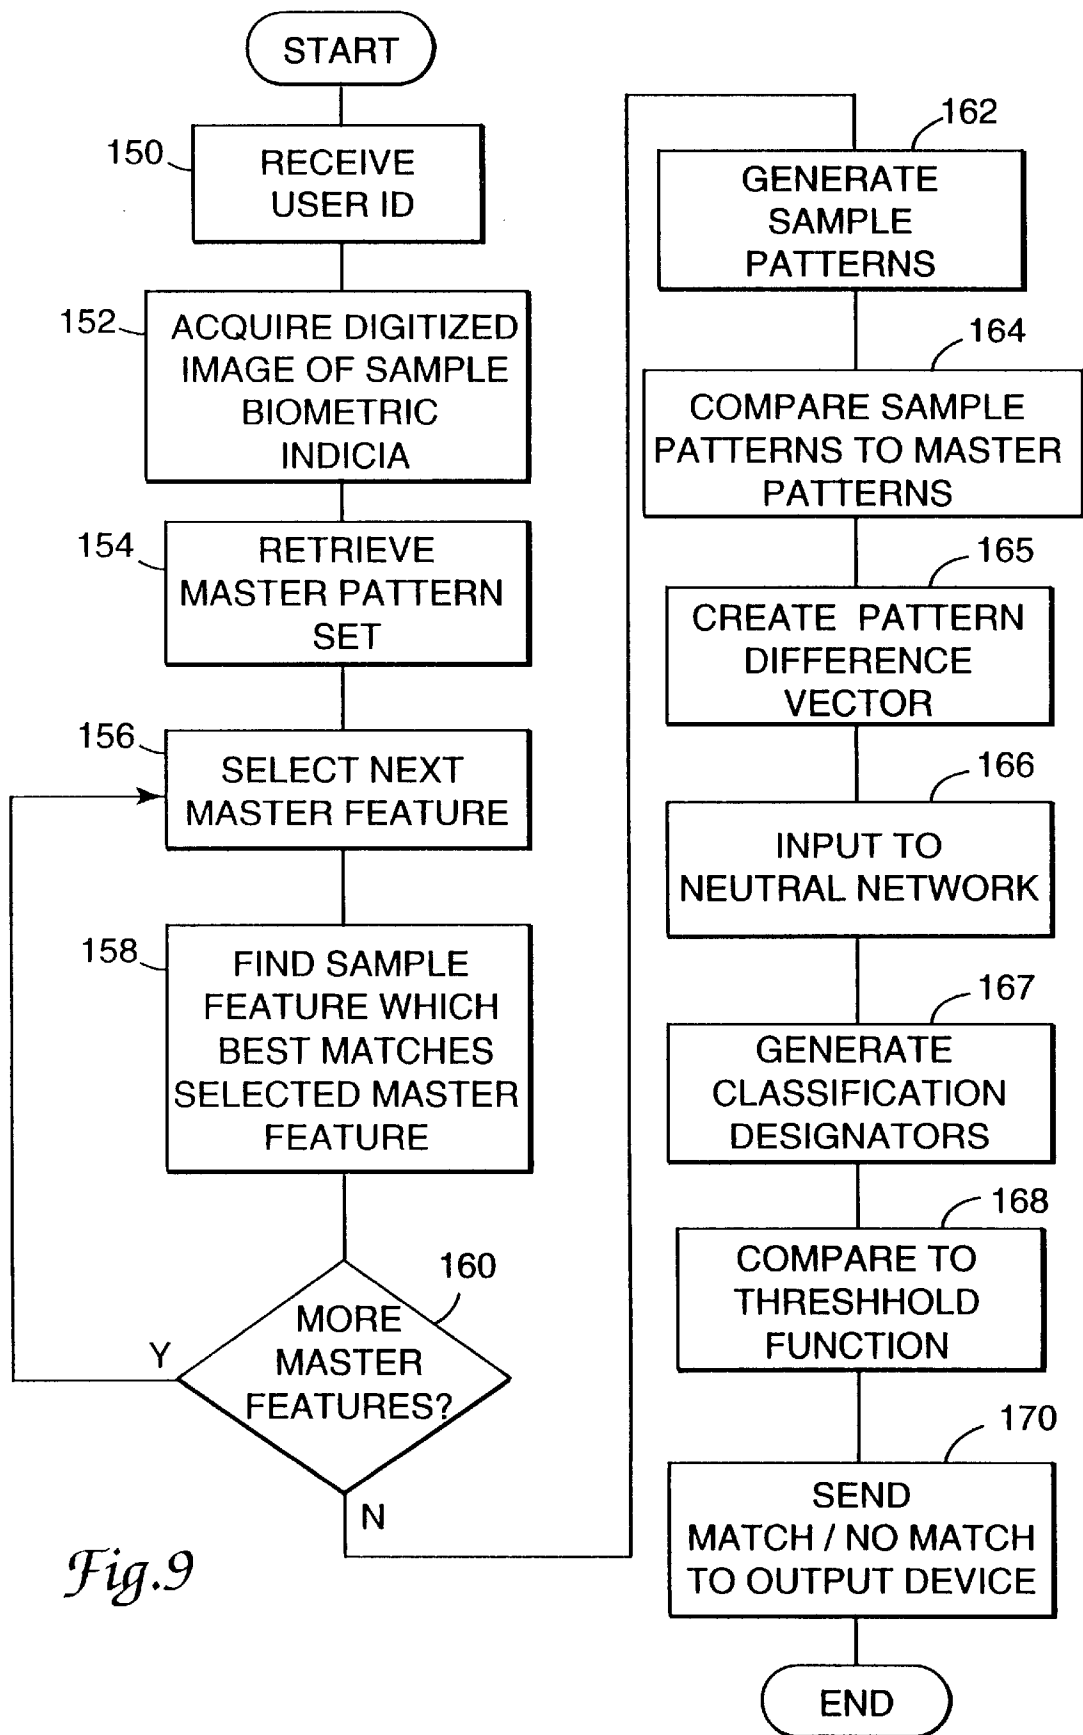 START
150
RECEIVE
USER ID
152
ACQUIRE DIGITIZED
IMAGE OF SAMPLE
BIOMETRIC
INDICIA
154
RETRIEVE
MASTER PATTERN
SET
156
SELECT NEXT
MASTER FEATURE
158
FIND SAMPLE
FEATURE WHICH
BEST MATCHES
SELECTED MASTER
FEATURE
160
MORE
MASTER
FEATURES?
Y
N
162
GENERATE
SAMPLE
PATTERNS
164
COMPARE SAMPLE
PATTERNS TO MASTER
PATTERNS
165
CREATE PATTERN
DIFFERENCE
VECTOR
166
INPUT TO
NEUTRAL NETWORK
167
GENERATE
CLASSIFICATION
DESIGNATORS
168
COMPARE TO
THRESHHOLD
FUNCTION
170
SEND
MATCH / NO MATCH
TO OUTPUT DEVICE
END
Fig.9